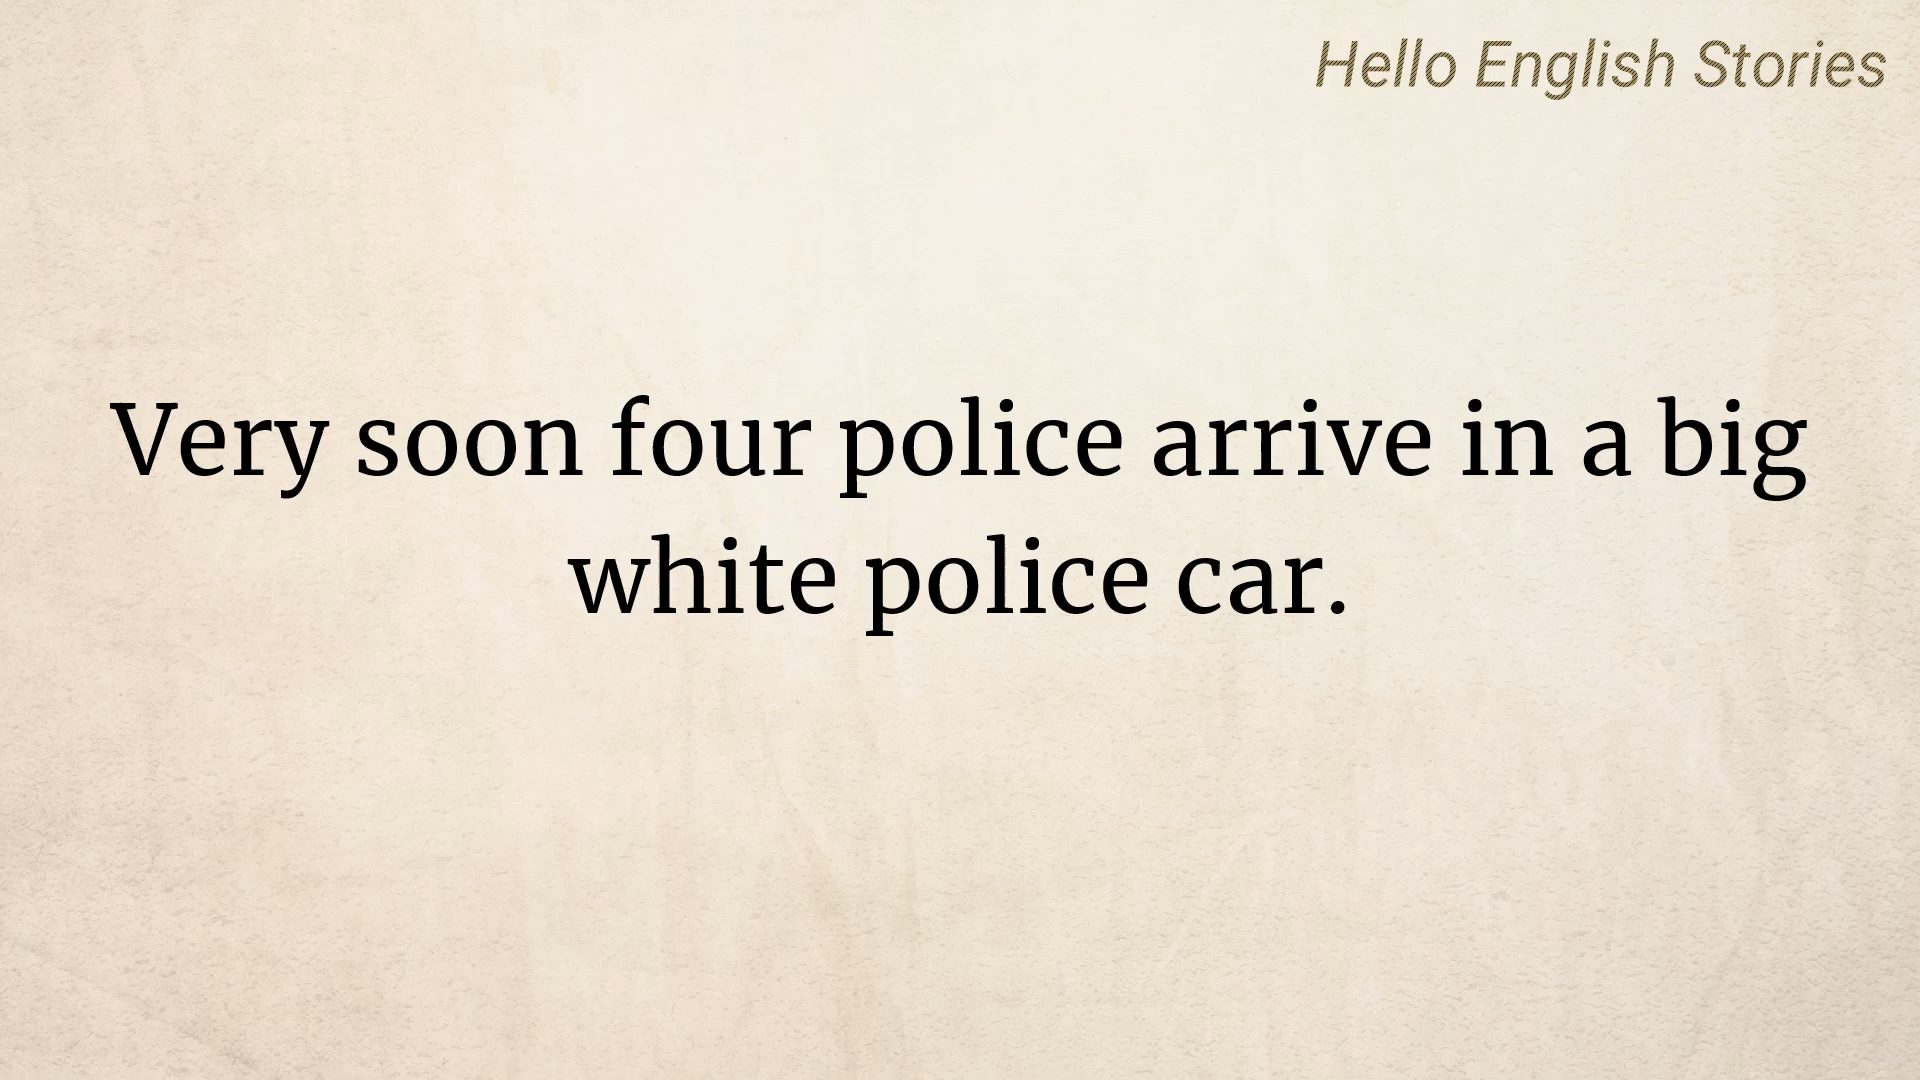 Hello English Stories
Very soon four police arrive in a big
white police car.